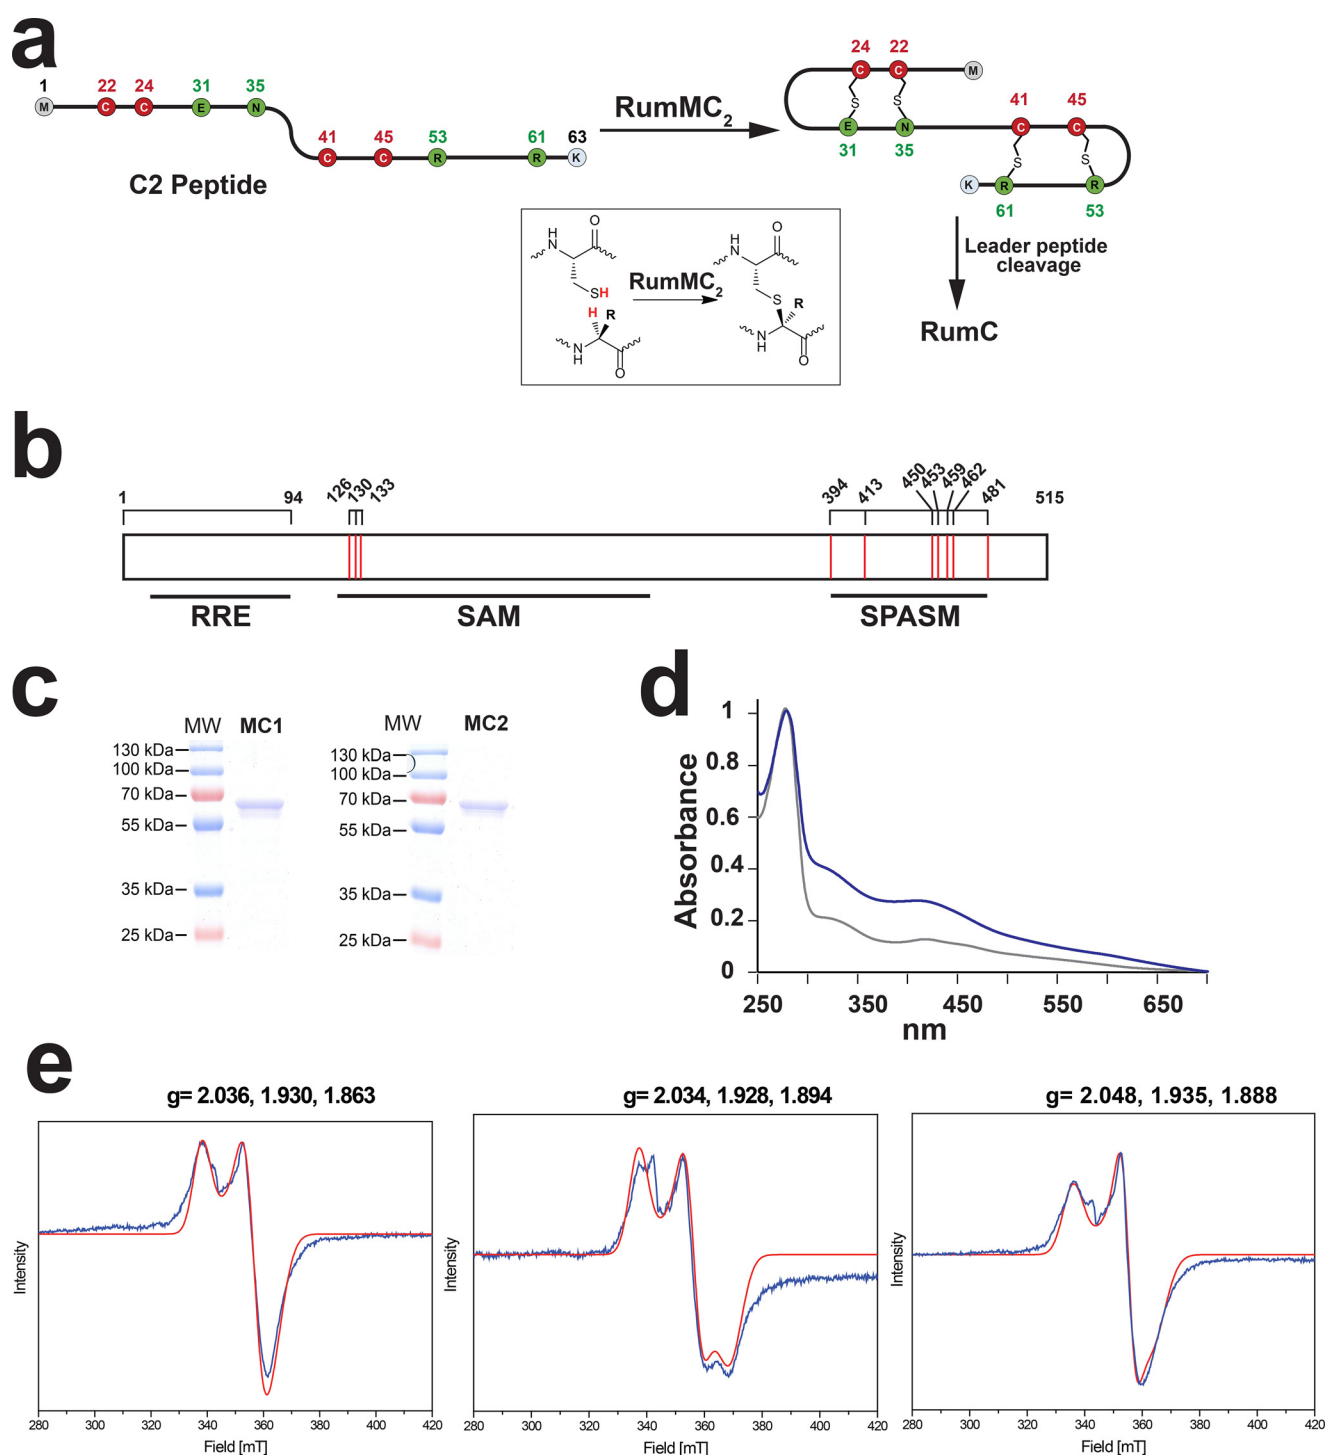 a
1 22 24 31 35
M C C E N
41 45 53 61 63
C C R R K
C2 Peptide
RumMC2
24 22
C C M
S S
E N
31 35
41 45
C C
S S
K R R
61 53
Leader peptide
cleavage
RumC
H
N
O
SH
H R
N
H
O
RumMC2
H
N
O
S
R
N
H
O
b
1 94 126 130 133 394 413 450 453 459 462 481 515
RRE SAM SPASM
c
MW MC1
130 kDa
100 kDa
70 kDa
55 kDa
35 kDa
25 kDa
MW MC2
130 kDa
100 kDa
70 kDa
55 kDa
35 kDa
25 kDa
d
Absorbance
1
0.8
0.6
0.4
0.2
0
250 350 450 550 650
nm
e
g= 2.036, 1.930, 1.863
Intensity
280 300 320 340 360 380 400 420
Field [mT]
g= 2.034, 1.928, 1.894
Intensity
280 300 320 340 360 380 400 420
Field [mT]
g= 2.048, 1.935, 1.888
Intensity
280 300 320 340 360 380 400 420
Field [mT]